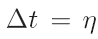 Δt = η